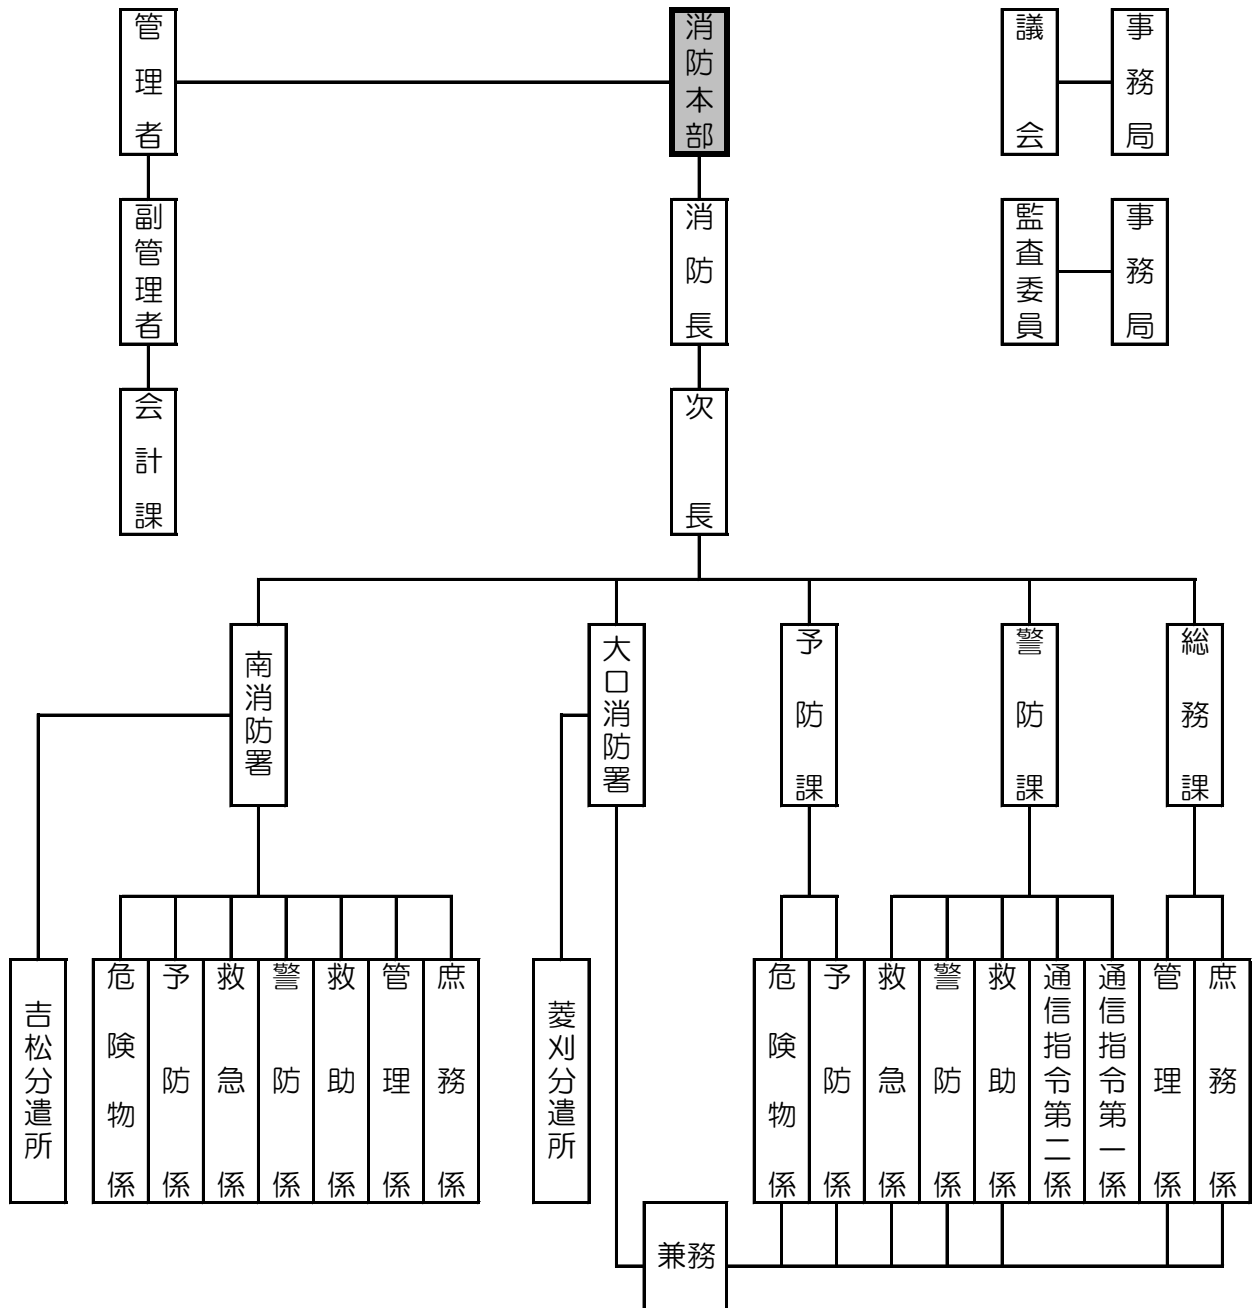 管理者
消防本部
議会
事務局
副管理者
消防長
監査委員
事務局
会計課
次長
南消防署
大口消防署
予防課
警防課
総務課
吉松分遣所
危険物係
予防係
救急係
警防係
救助係
管理係
庶務係
菱刈分遣所
危険物係
予防係
救急係
警防係
救助係
通信指令第二係
通信指令第一係
管理係
庶務係
兼務